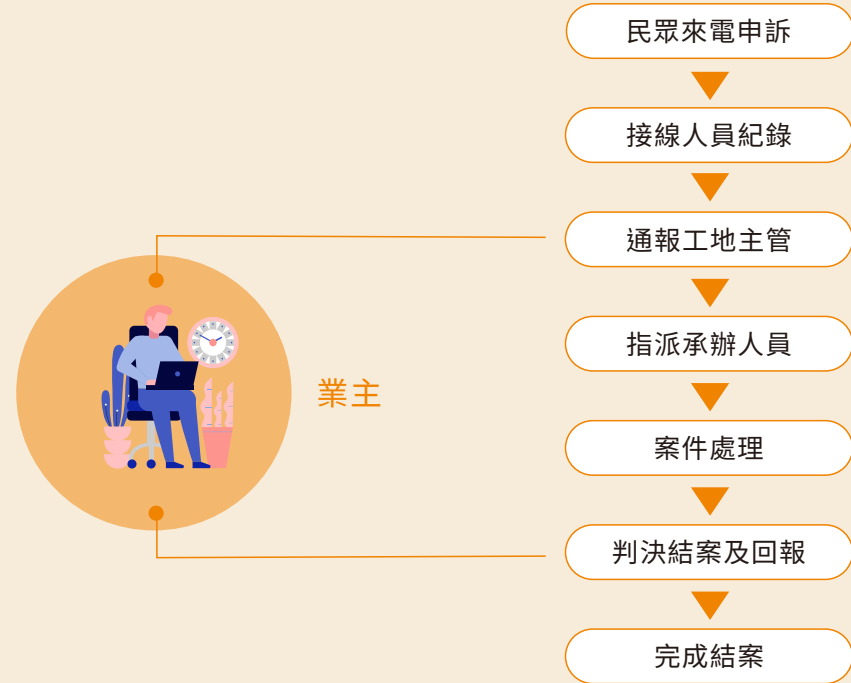 民眾來電申訴
接線人員紀錄
通報工地主管
指派承辦人員
業主
案件處理
判決結案及回報
完成結案